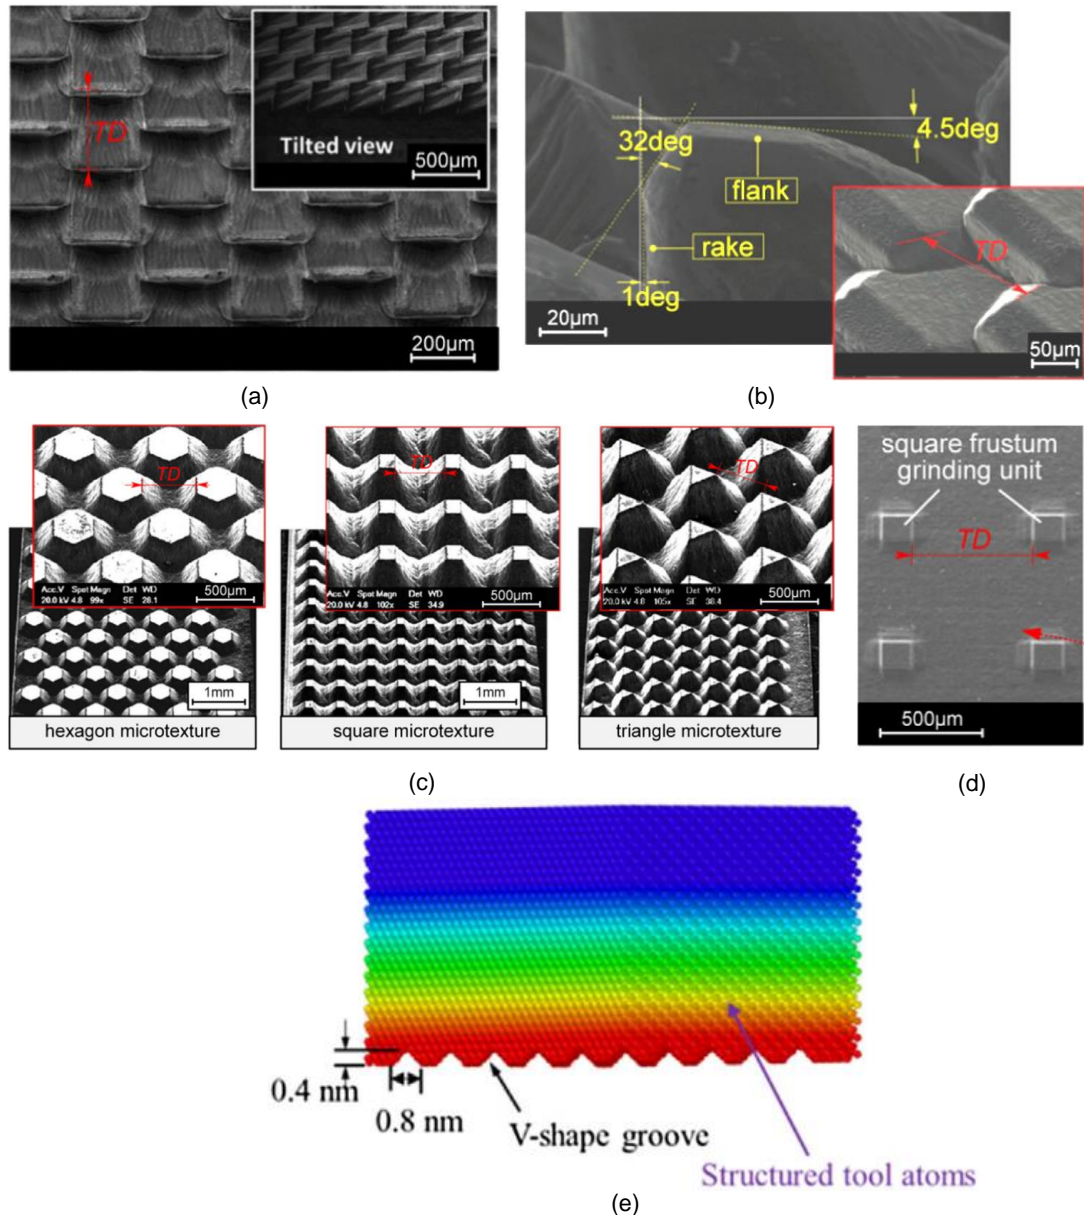 TD
Tilted view
500µm
200µm
(a)
32deg
4.5deg
flank
rake
1deg
20µm
TD
50µm
(b)
TD
Acc.V Spot Magn Det WD
20.0 kV 4.8 99x SE 28.1
500µm
1mm
hexagon microtexture
TD
Acc.V Spot Magn Det WD
20.0 kV 4.8 102x SE 34.9
500µm
1mm
square microtexture
TD
Acc.V Spot Magn Det WD
20.0 kV 4.8 105x SE 38.4
500µm
triangle microtexture
(c)
square frustum
grinding unit
TD
500µm
(d)
0.4 nm
0.8 nm
V-shape groove
Structured tool atoms
(e)